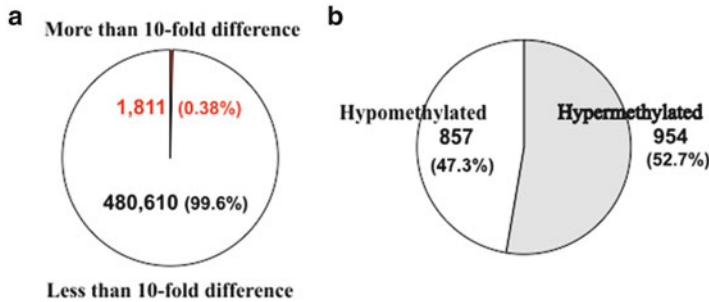 a
More than 10-fold difference
1,811 (0.38%)
480,610 (99.6%)
Less than 10-fold difference
b
Hypomethylated
857
(47.3%)
Hypermethylated
954
(52.7%)